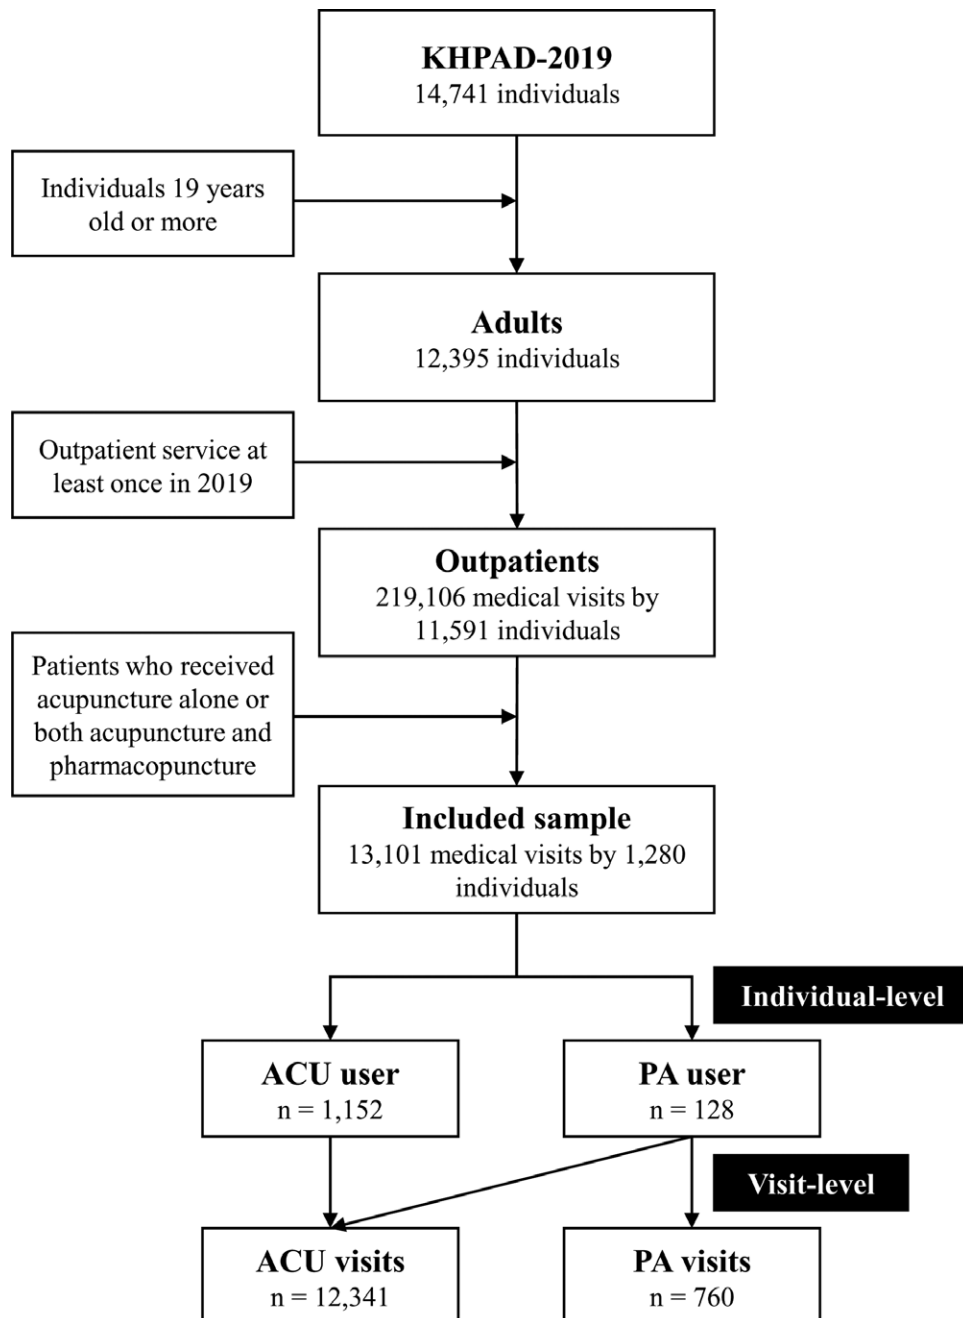 KHPAD-2019
14,741 individuals
Individuals 19 years
old or more
Adults
12,395 individuals
Outpatient service at
least once in 2019
Outpatients
219,106 medical visits by
11,591 individuals
Patients who received
acupuncture alone or
both acupuncture and
pharmacopuncture
Included sample
13,101 medical visits by 1,280
individuals
Individual-level
ACU user
n = 1,152
PA user
n = 128
Visit-level
ACU visits
n = 12,341
PA visits
n = 760